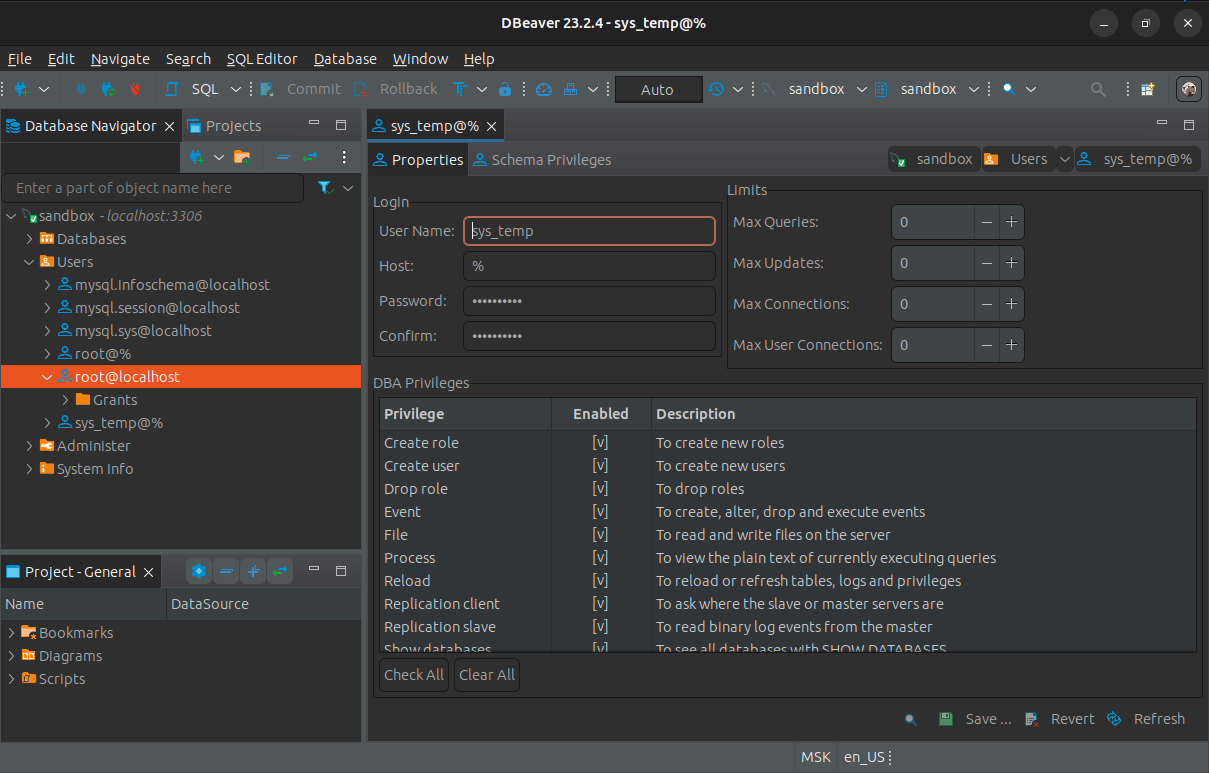 DBeaver 23.2.4 - sys_temp@%
File Edit Navigate Search SQL Editor Database Window Help
SQL Commit Rollback Auto sandbox sandbox
Database Navigator Projects
Enter a part of object name here
sandbox - localhost:3306
Databases
Users
mysql.infoschema@localhost
mysql.session@localhost
mysql.sys@localhost
root@%
root@localhost
Grants
sys_temp@%
Administer
System Info
Project - General
Name DataSource
Bookmarks
Diagrams
Scripts
sys_temp@%
Properties Schema Privileges sandbox Users sys_temp@%
Login
User Name: sys_temp
Host: %
Password: ••••••••••
Confirm: ••••••••••
Limits
Max Queries: 0
Max Updates: 0
Max Connections: 0
Max User Connections: 0
DBA Privileges
Privilege Enabled Description
Create role [v] To create new roles
Create user [v] To create new users
Drop role [v] To drop roles
Event [v] To create, alter, drop and execute events
File [v] To read and write files on the server
Process [v] To view the plain text of currently executing queries
Reload [v] To reload or refresh tables, logs and privileges
Replication client [v] To ask where the slave or master servers are
Replication slave [v] To read binary log events from the master
Show databases [v] To see all databases with SHOW DATABASES
Check All Clear All
Save ... Revert Refresh
MSK en_US